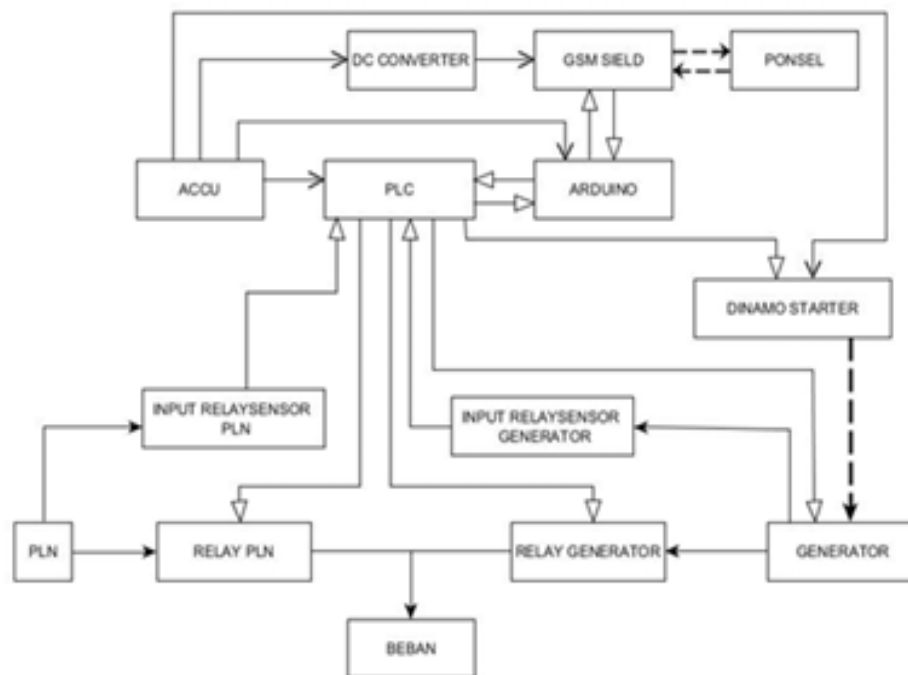 DC CONVERTER
GSM SIELD
PONSEL
ACCU
PLC
ARDUINO
DINAMO STARTER
INPUT RELAYSENSOR
PLN
INPUT RELAYSENSOR
GENERATOR
PLN
RELAY PLN
RELAY GENERATOR
GENERATOR
BEBAN